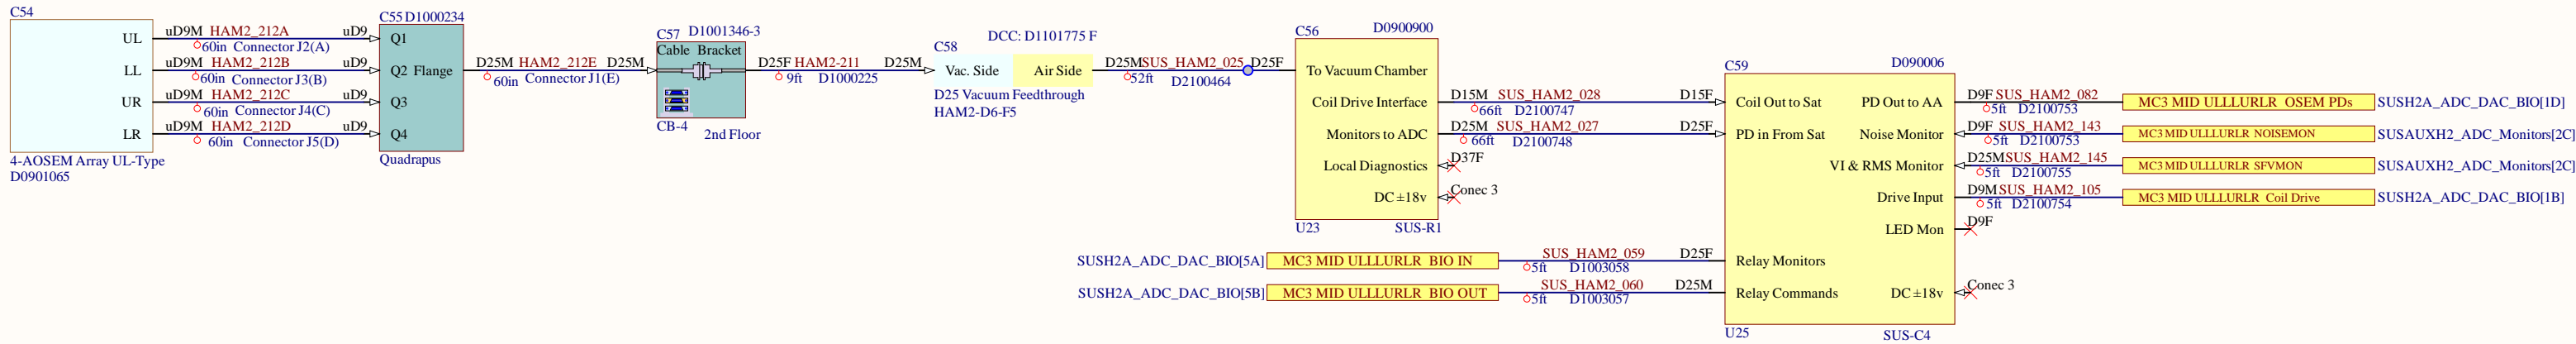 C54
UL
LL
UR
LR
4-AOSEM Array UL-Type
D0901065
uD9M HAM2_212A uD9
60in Connector J2(A)
uD9M HAM2_212B uD9
60in Connector J3(B)
uD9M HAM2_212C uD9
60in Connector J4(C)
uD9M HAM2_212D uD9
60in Connector J5(D)
C55 D1000234
Q1
Q2 Flange
Q3
Q4
Quadrapus
D25M HAM2_212E D25M
60in Connector J1(E)
C57 D1001346-3
Cable Bracket
CB-4
2nd Floor
D25F HAM2-211 D25M
9ft D1000225
DCC: D1101775 F
C58
Vac. Side Air Side
D25 Vacuum Feedthrough
HAM2-D6-F5
D25M SUS_HAM2_025 D25F
52ft D2100464
C56 D0900900
To Vacuum Chamber
Coil Drive Interface
Monitors to ADC
Local Diagnostics
DC ±18v
U23 SUS-R1
D15M SUS_HAM2_028 D15F
66ft D2100747
D25M SUS_HAM2_027 D25F
66ft D2100748
D37F
Conec 3
SUSH2A_ADC_DAC_BIO[5A] MC3 MID ULLLURLR BIO IN SUS_HAM2_059 D25F
5ft D1003058
SUSH2A_ADC_DAC_BIO[5B] MC3 MID ULLLURLR BIO OUT SUS_HAM2_060 D25M
5ft D1003057
C59 D090006
Coil Out to Sat PD Out to AA
PD in From Sat Noise Monitor
VI & RMS Monitor
Drive Input
LED Mon
Relay Monitors
Relay Commands DC ±18v
U25 SUS-C4
D9F SUS_HAM2_082 MC3 MID ULLLURLR OSEM PDs SUSH2A_ADC_DAC_BIO[1D]
5ft D2100753
D9F SUS_HAM2_143 MC3 MID ULLLURLR NOISEMON SUSAUXH2_ADC_Monitors[2C]
5ft D2100753
D25M SUS_HAM2_145 MC3 MID ULLLURLR SFVMON SUSAUXH2_ADC_Monitors[2C]
5ft D2100755
D9M SUS_HAM2_105 MC3 MID ULLLURLR Coil Drive SUSH2A_ADC_DAC_BIO[1B]
5ft D2100754
D9F
Conec 3